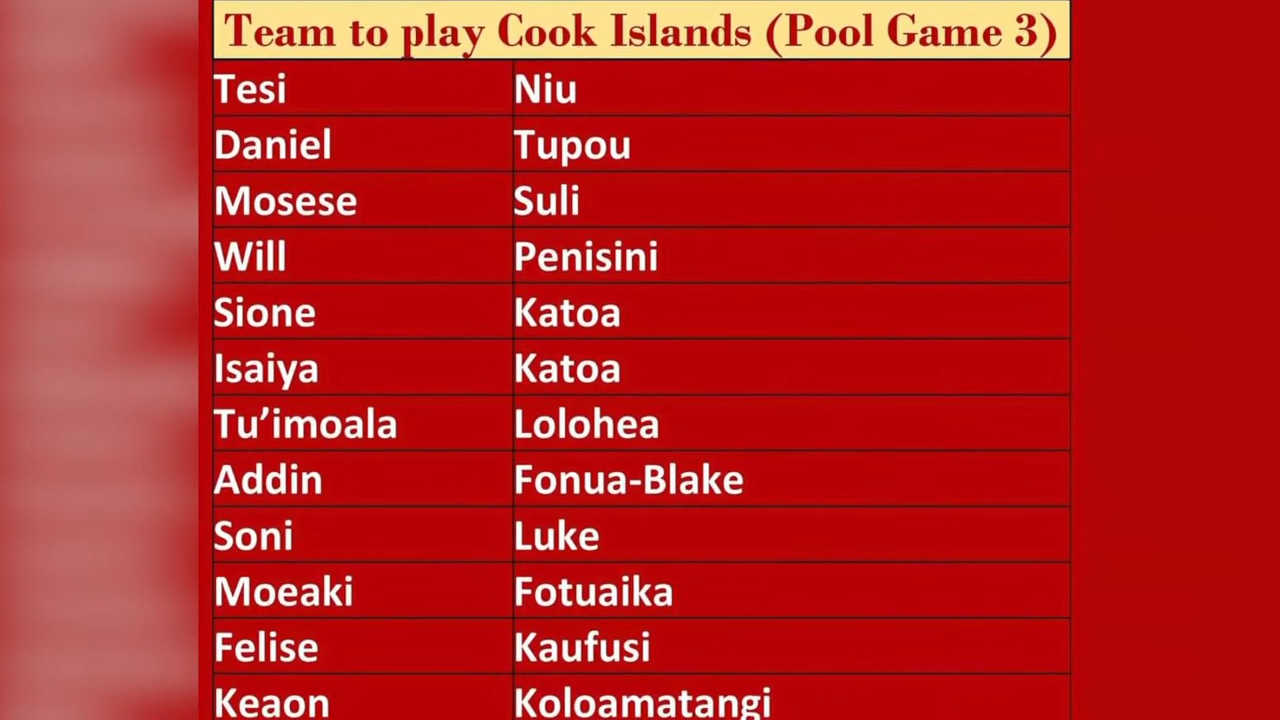 Team to play Cook Islands (Pool Game 3)
Tesi Niu
Daniel Tupou
Mosese Suli
Will Penisini
Sione Katoa
Isaiya Katoa
Tu’imoala Lolohea
Addin Fonua-Blake
Soni Luke
Moeaki Fotuaika
Felise Kaufusi
Keaon Koloamatangi